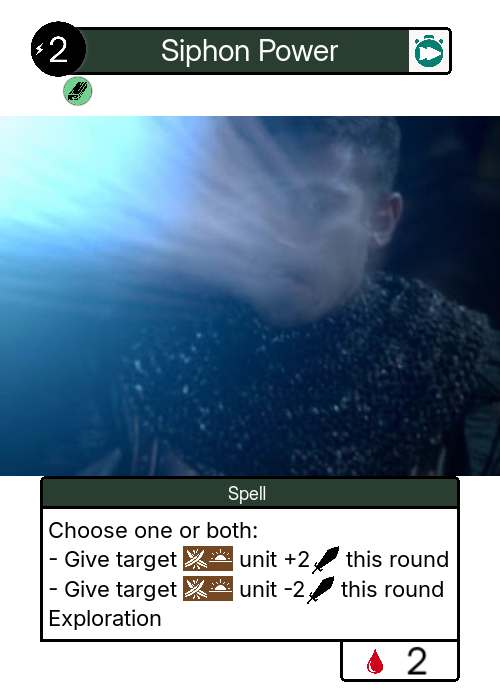 2
Siphon Power
Spell
Choose one or both:
- Give target unit +2 this round
- Give target unit -2 this round
Exploration
2